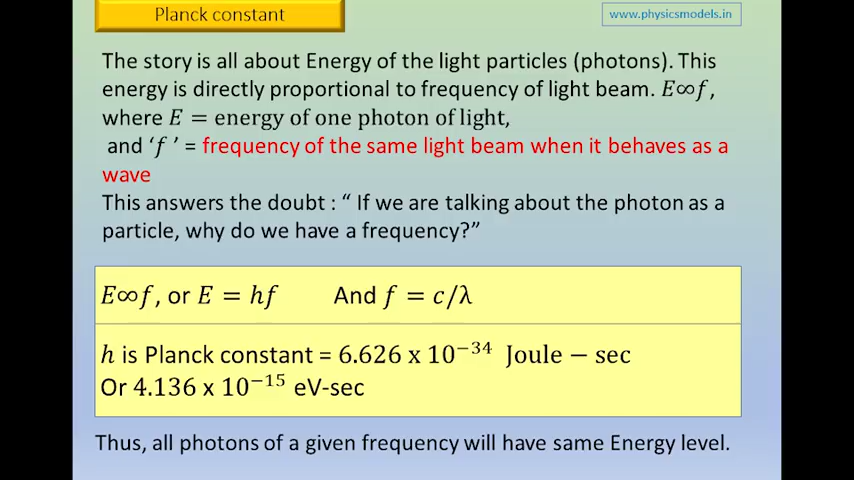 Planck constant
www.physicsmodels.in
The story is all about Energy of the light particles (photons). This
energy is directly proportional to frequency of light beam. E∞f,
where E = energy of one photon of light,
and ‘f ’ = frequency of the same light beam when it behaves as a
wave
This answers the doubt : “ If we are talking about the photon as a
particle, why do we have a frequency?”
E∞f, or E = hf And f = c/λ
h is Planck constant = 6.626 x 10⁻³⁴ Joule − sec
Or 4.136 x 10⁻¹⁵ eV-sec
Thus, all photons of a given frequency will have same Energy level.